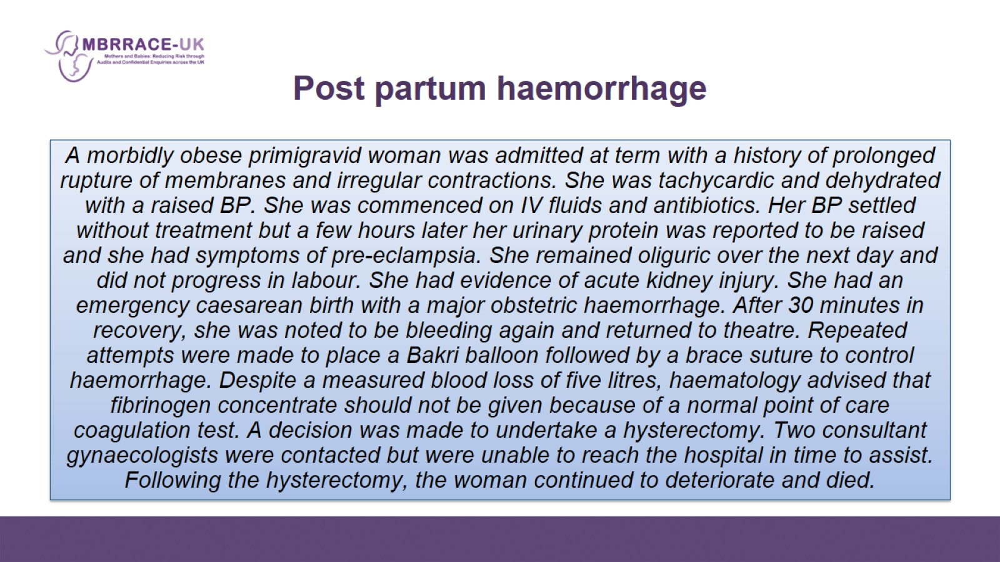 MBRRACE-UK
Mothers and Babies: Reducing Risk through
Audits and Confidential Enquiries across the UK
Post partum haemorrhage
A morbidly obese primigravid woman was admitted at term with a history of prolonged
rupture of membranes and irregular contractions. She was tachycardic and dehydrated
with a raised BP. She was commenced on IV fluids and antibiotics. Her BP settled
without treatment but a few hours later her urinary protein was reported to be raised
and she had symptoms of pre-eclampsia. She remained oliguric over the next day and
did not progress in labour. She had evidence of acute kidney injury. She had an
emergency caesarean birth with a major obstetric haemorrhage. After 30 minutes in
recovery, she was noted to be bleeding again and returned to theatre. Repeated
attempts were made to place a Bakri balloon followed by a brace suture to control
haemorrhage. Despite a measured blood loss of five litres, haematology advised that
fibrinogen concentrate should not be given because of a normal point of care
coagulation test. A decision was made to undertake a hysterectomy. Two consultant
gynaecologists were contacted but were unable to reach the hospital in time to assist.
Following the hysterectomy, the woman continued to deteriorate and died.